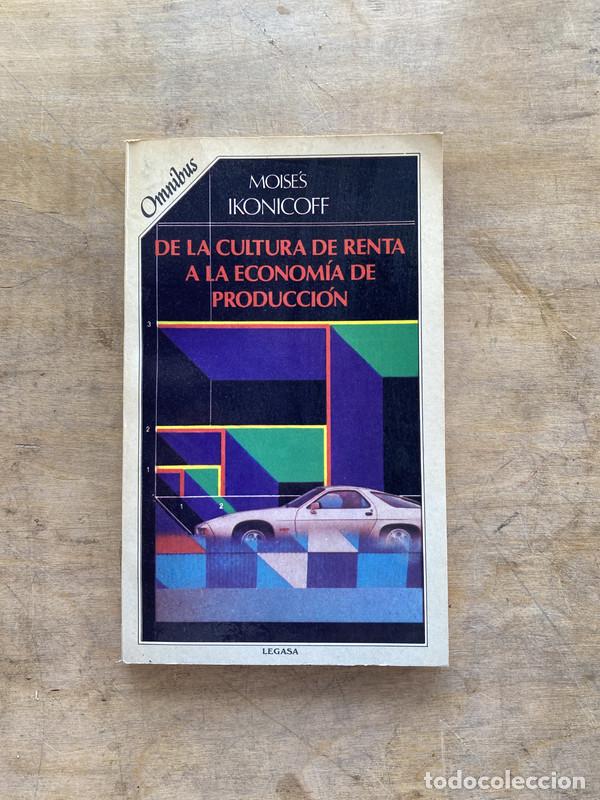 Omnibus
MOISÉS
IKONICOFF
DE LA CULTURA DE RENTA
A LA ECONOMÍA DE
PRODUCCIÓN
3
2
1
1 2
LEGASA
todocoleccion